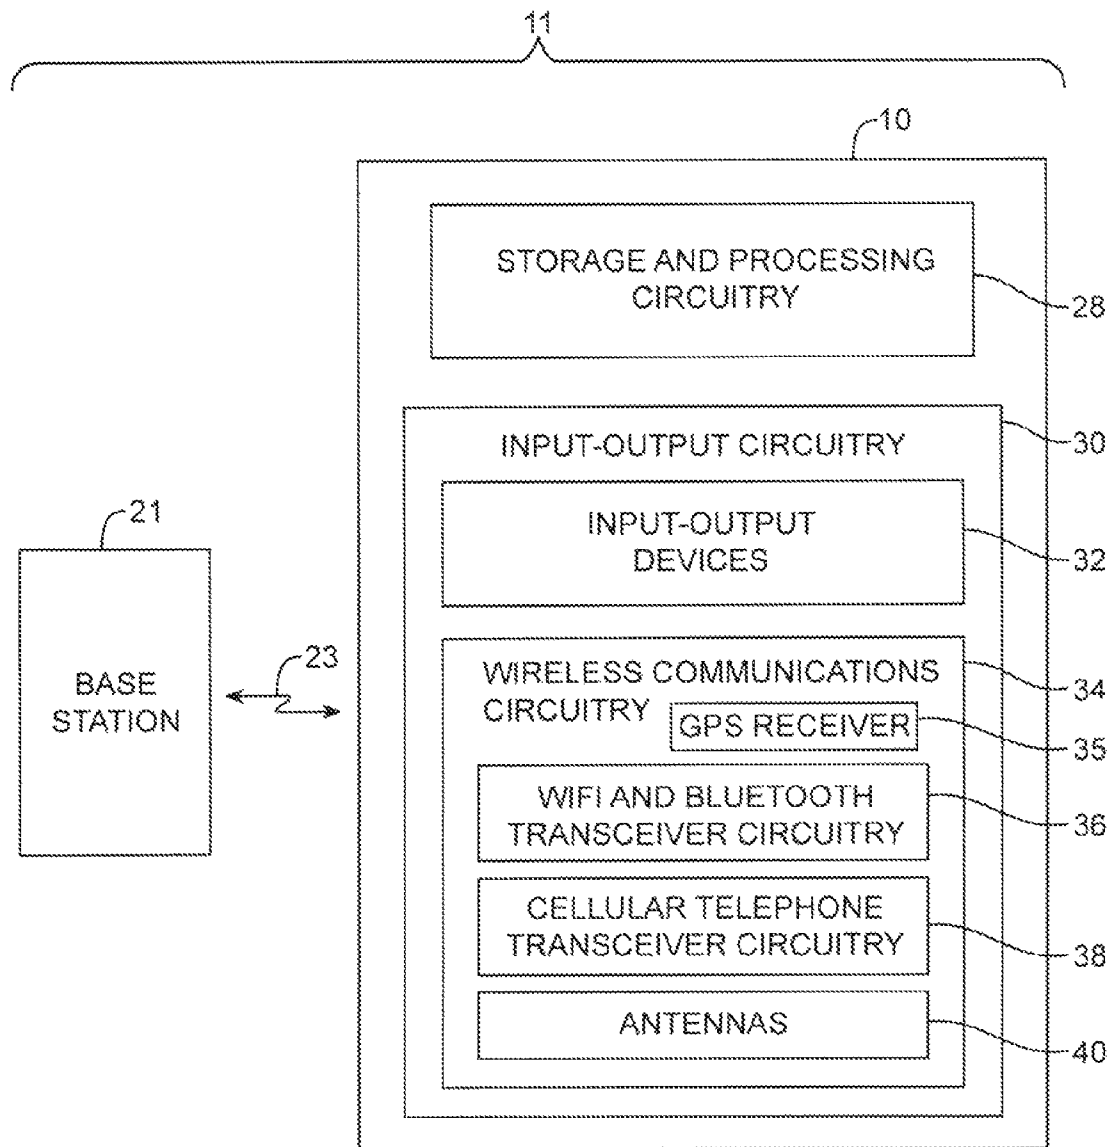 11
10
STORAGE AND PROCESSING
CIRCUITRY
28
INPUT-OUTPUT CIRCUITRY
30
INPUT-OUTPUT
DEVICES
32
21
BASE
STATION
23
WIRELESS COMMUNICATIONS
CIRCUITRY
34
GPS RECEIVER
35
WIFI AND BLUETOOTH
TRANSCEIVER CIRCUITRY
36
CELLULAR TELEPHONE
TRANSCEIVER CIRCUITRY
38
ANTENNAS
40